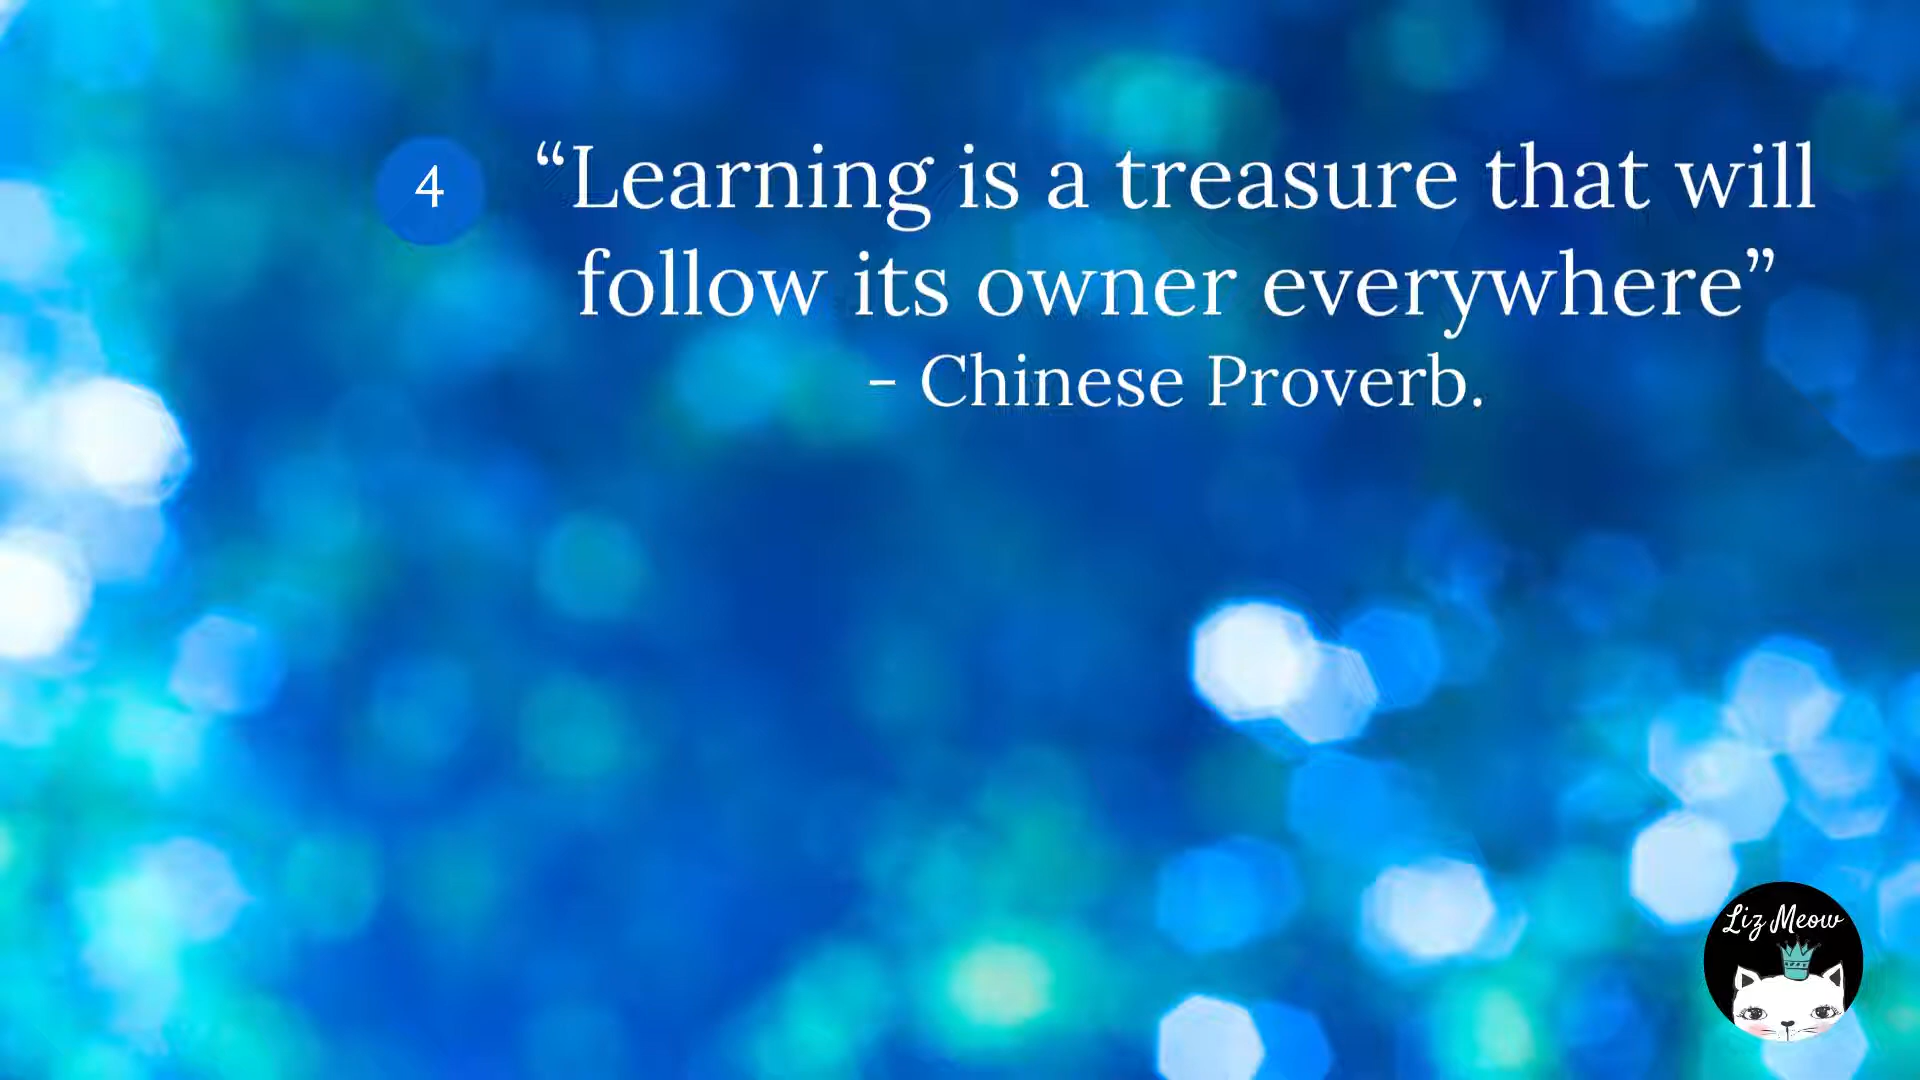 4
“Learning is a treasure that will
follow its owner everywhere”
- Chinese Proverb.
Liz Meow